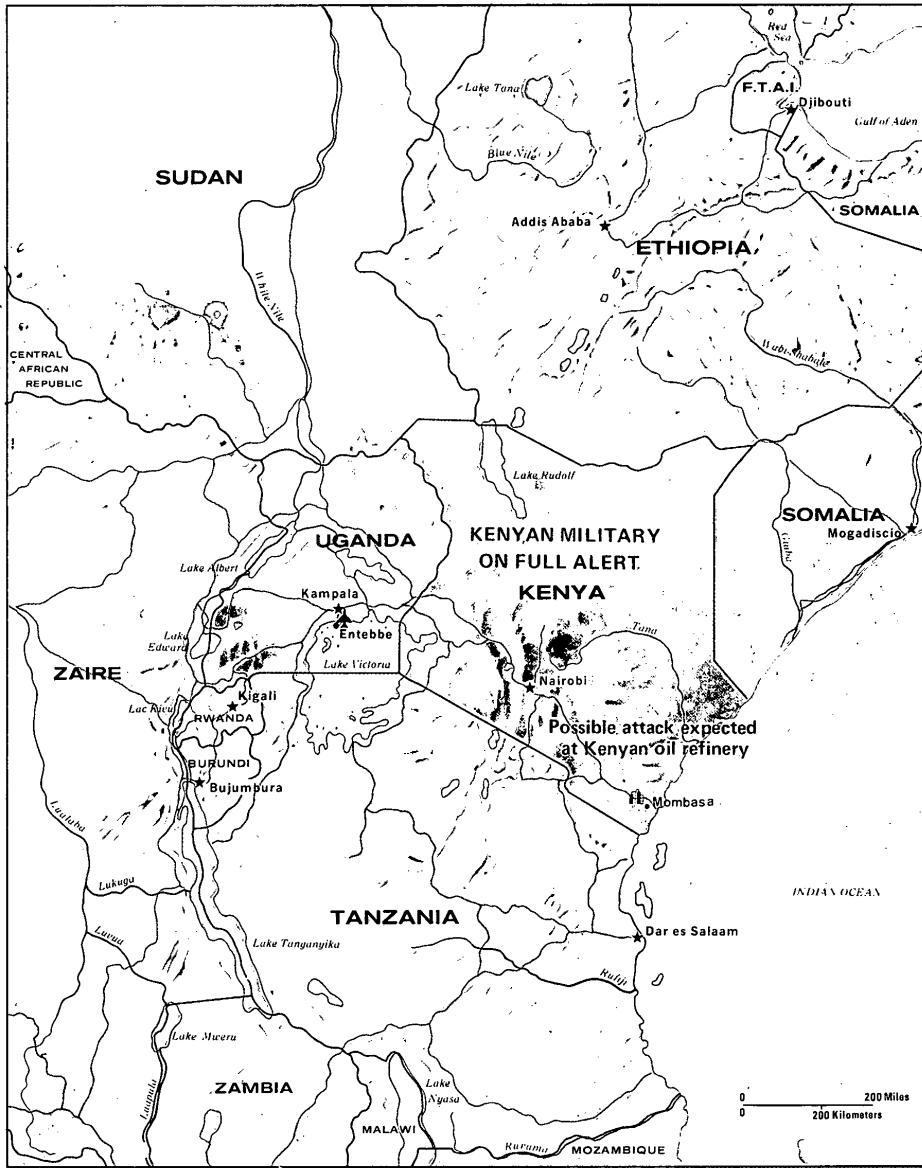 Red
Sea
Lake Tana
F.T.A.I.
Djibouti
Gulf of Aden
Blue Nile
SUDAN
SOMALIA
Addis Ababa
ETHIOPIA
White Nile
Wabi Shabale
CENTRAL
AFRICAN
REPUBLIC
Lake Rudolf
SOMALIA
Mogadiscio
UGANDA
KENYAN MILITARY
ON FULL ALERT
Giuba
Lake Albert
KENYA
Kampala
Tana
Entebbe
Lake
Edward
Lake Victoria
ZAIRE
Nairobi
Kigali
Lac Kivu
RWANDA
Possible attack expected
at Kenyan oil refinery
BURUNDI
Bujumbura
Mombasa
Lualaba
Lukuga
INDIAN OCEAN
TANZANIA
Luvua
Dar es Salaam
Lake Tanganyika
Rufiji
Lake Mweru
ZAMBIA
Luapula
Lake
Nyasa
0 200 Miles
0 200 Kilometers
MALAWI
Ruvuma
MOZAMBIQUE